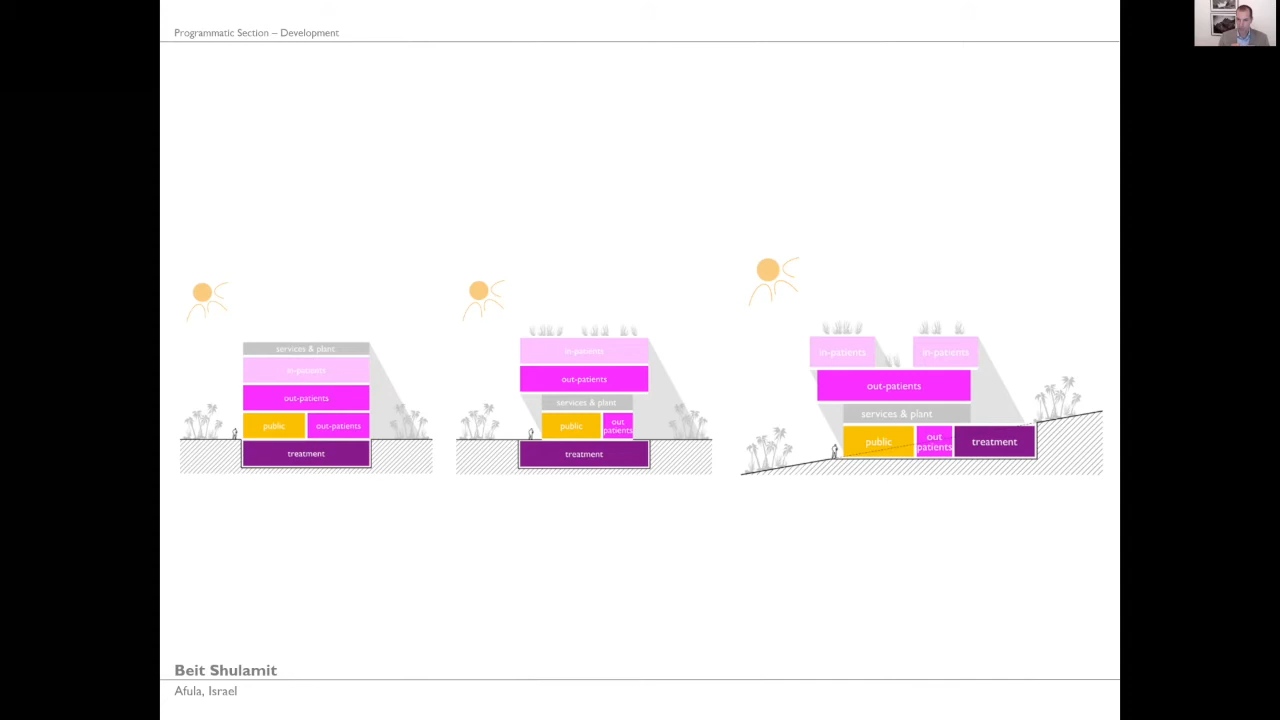 Programmatic Section – Development
services & plant
in-patients
out-patients
public
out-patients
treatment
in-patients
out-patients
services & plant
public
out
patients
treatment
in-patients
in-patients
out-patients
services & plant
public
out
patients
treatment
Beit Shulamit
Afula, Israel